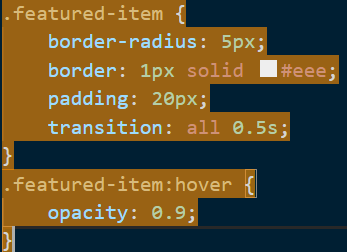 .featured-item {
    border-radius: 5px;
    border: 1px solid #eee;
    padding: 20px;
    transition: all 0.5s;
}
.featured-item:hover {
    opacity: 0.9;
}